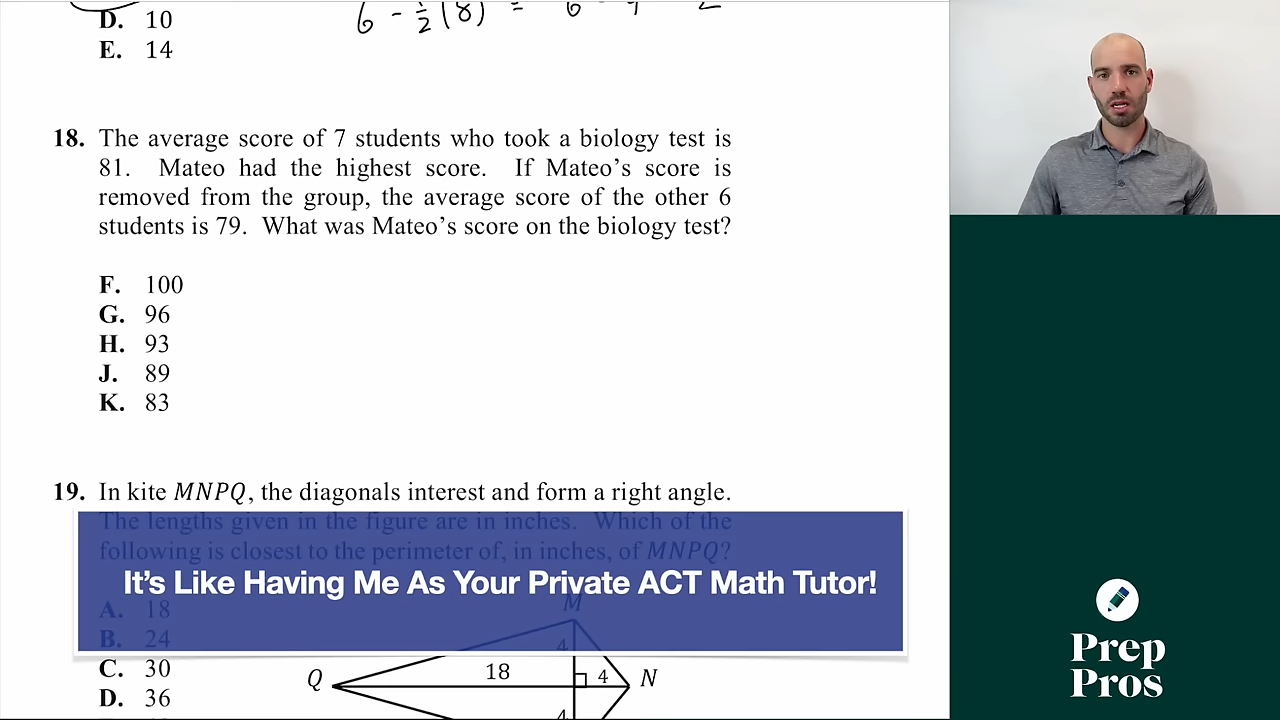 D. 10
6 - 1/2 (8) =
E. 14
18. The average score of 7 students who took a biology test is
81. Mateo had the highest score. If Mateo's score is
removed from the group, the average score of the other 6
students is 79. What was Mateo's score on the biology test?
F. 100
G. 96
H. 93
J. 89
K. 83
19. In kite MNPQ, the diagonals interest and form a right angle.
The lengths given in the figure are in inches. Which of the
following is closest to the perimeter of, in inches, of MNPQ?
It's Like Having Me As Your Private ACT Math Tutor!
A. 18
B. 24
C. 30
D. 36
M
4
Q
18
4
N
4
Prep
Pros